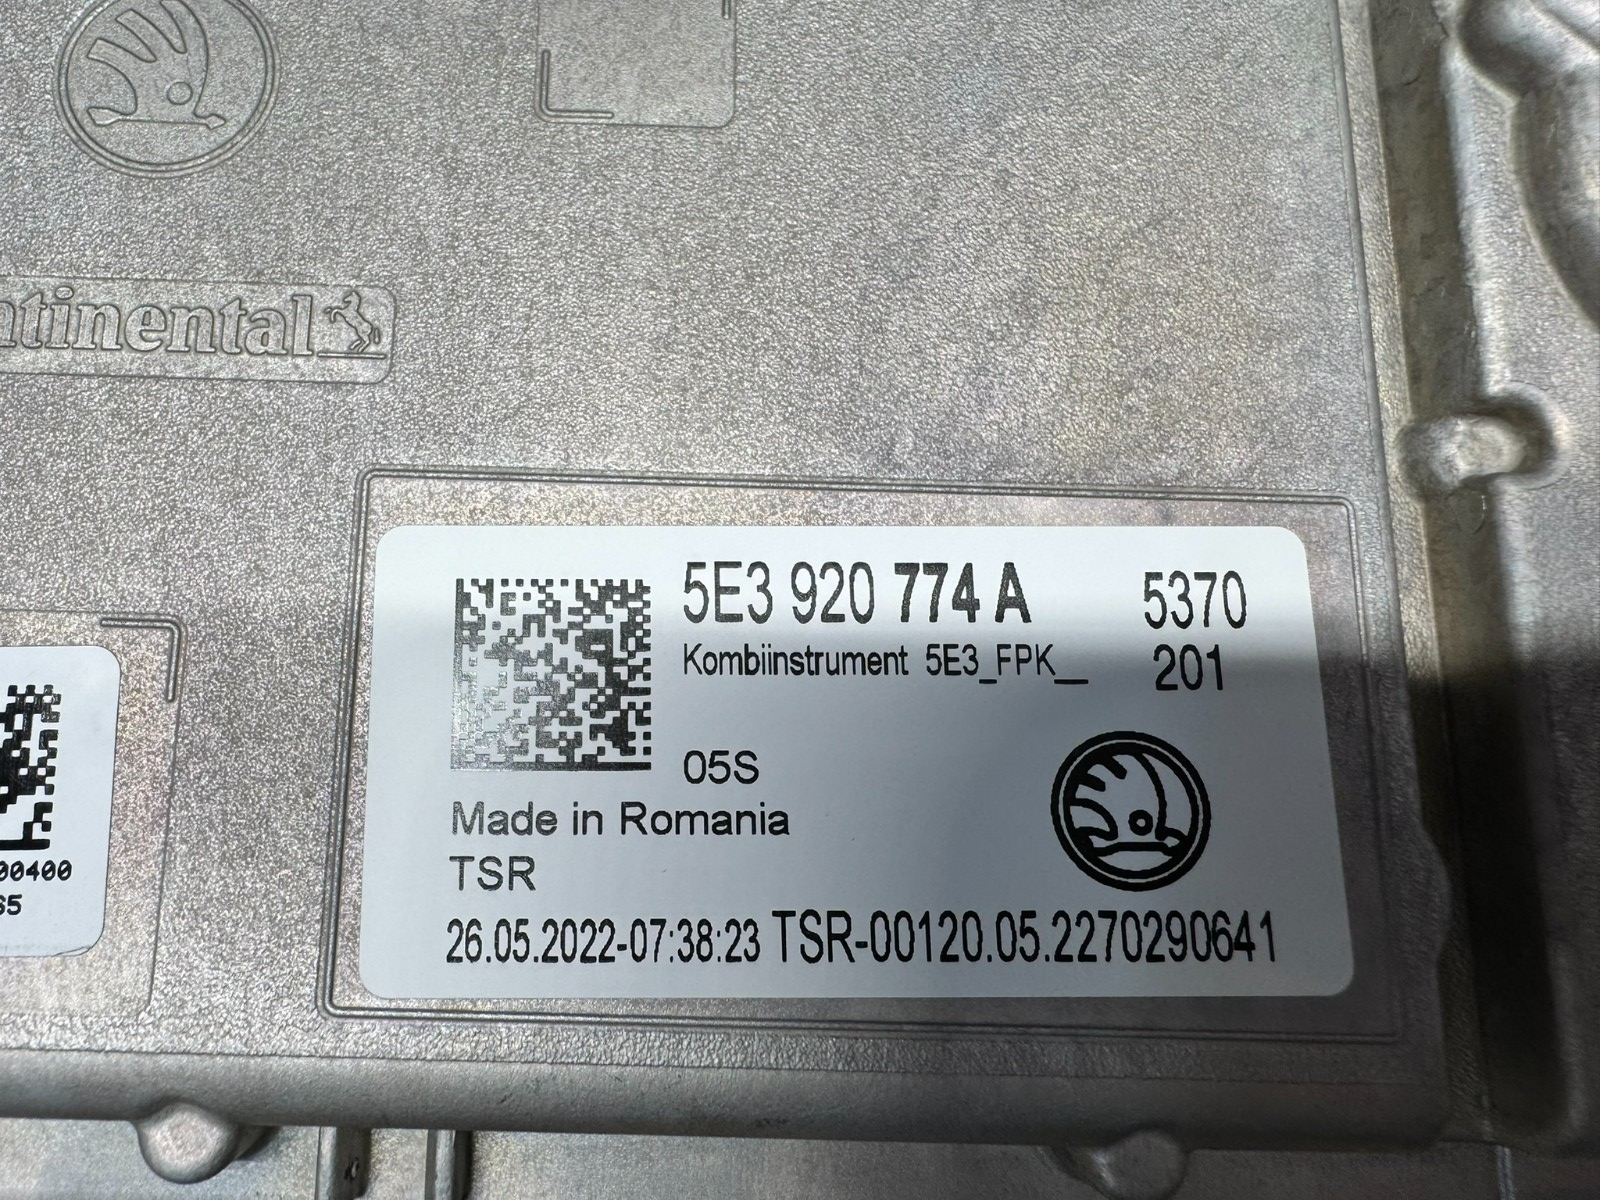 ntinental
5E3 920 774 A 5370
Kombiinstrument 5E3_FPK__ 201
05S
Made in Romania
TSR
26.05.2022-07:38:23 TSR-00120.05.2270290641
00400
S5